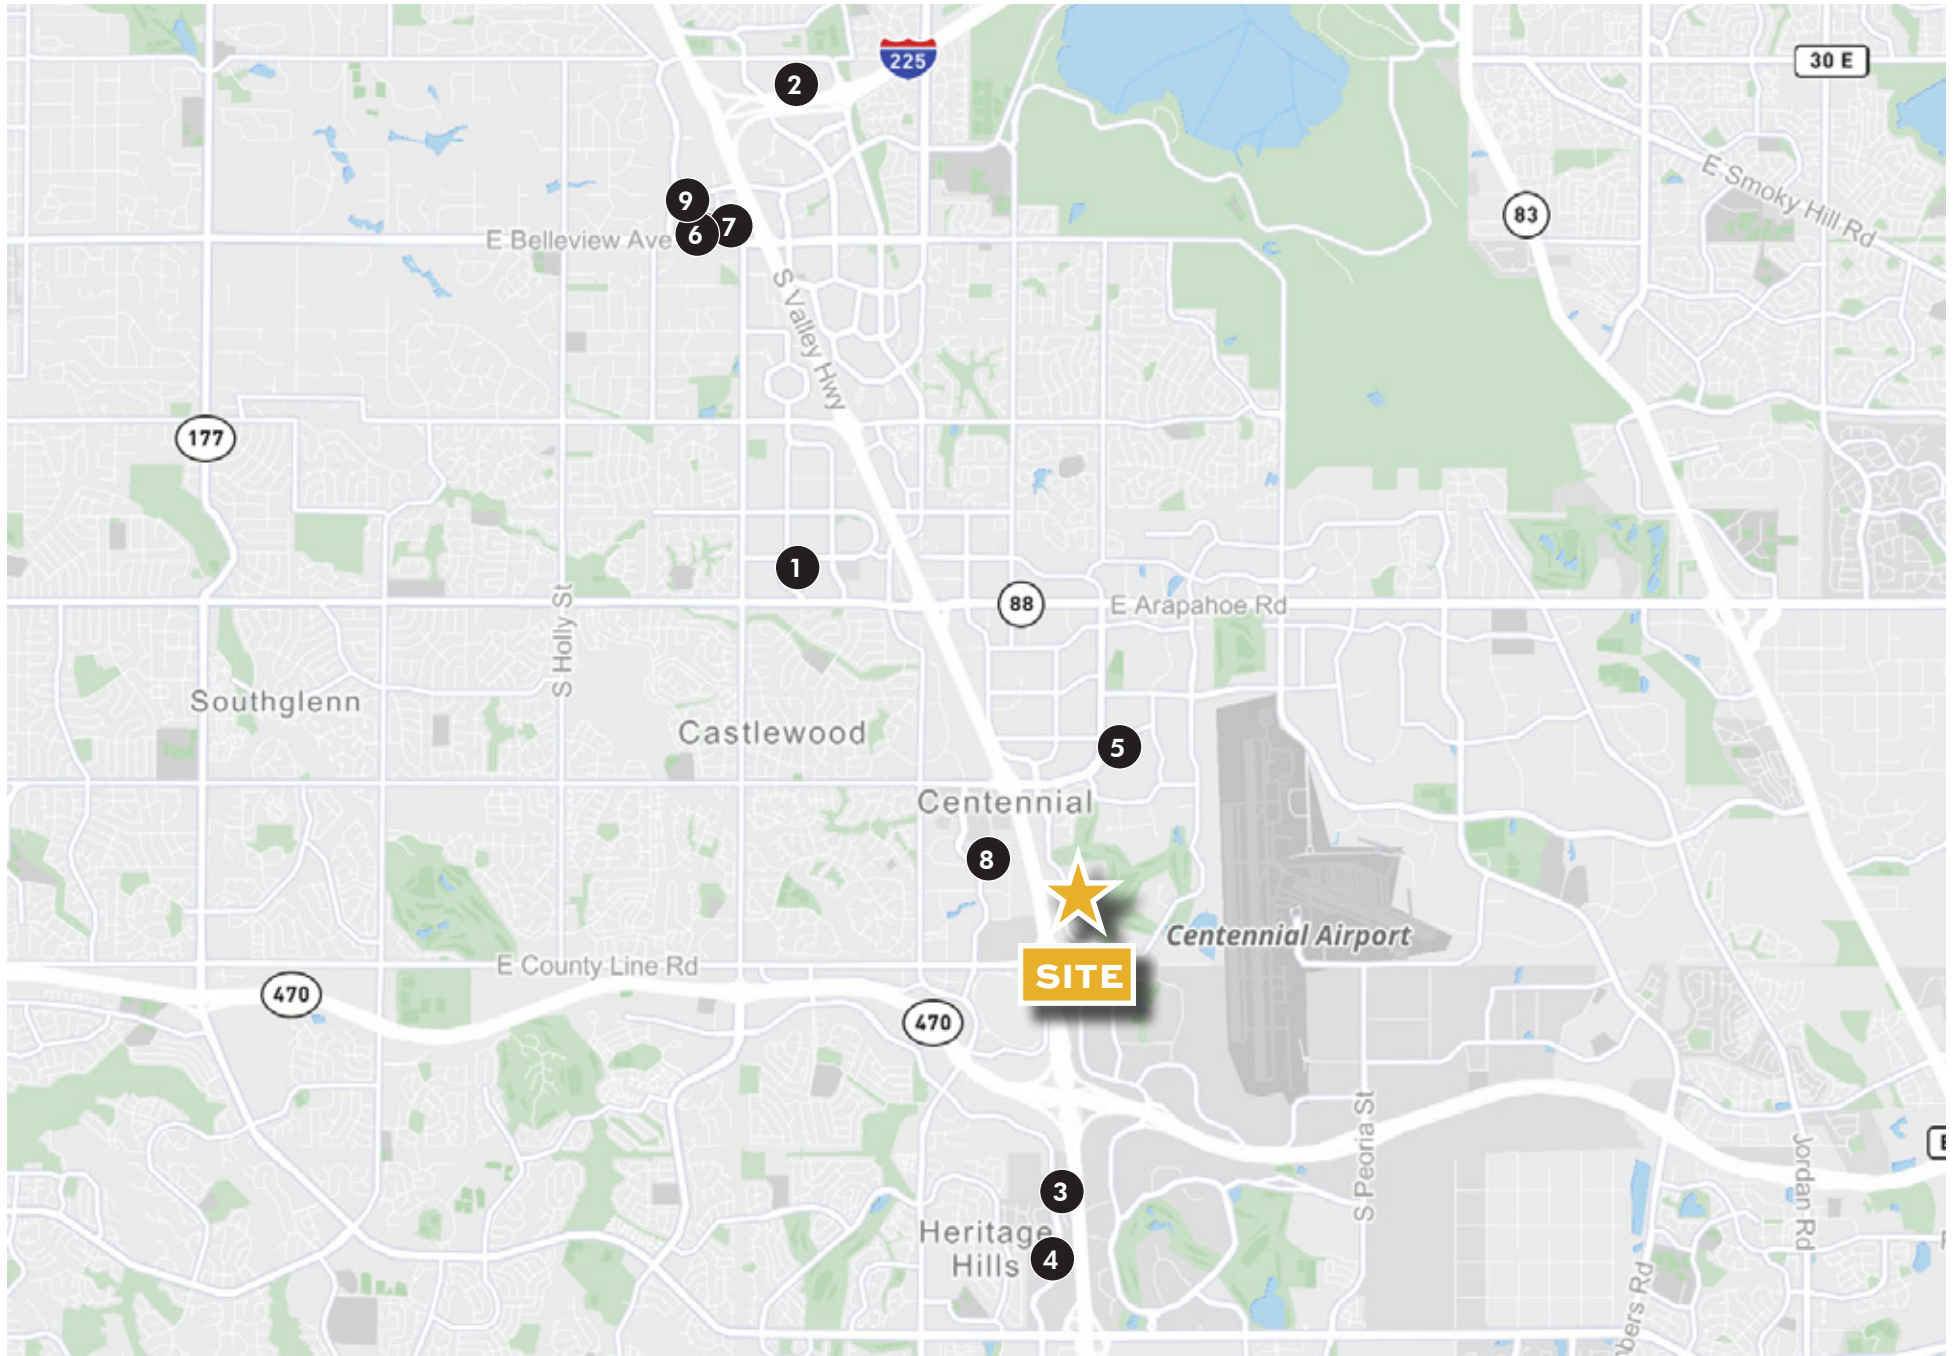 225
30 E
2
E Smoky Hill Rd
9
7
6
83
E Belleview Ave
S Valley Hwy
177
1
88
E Arapahoe Rd
S Holly St
Southglenn
Castlewood
5
Centennial
8
Centennial Airport
SITE
E County Line Rd
470
470
S Peoria St
Jordan Rd
3
Heritage
Hills
4